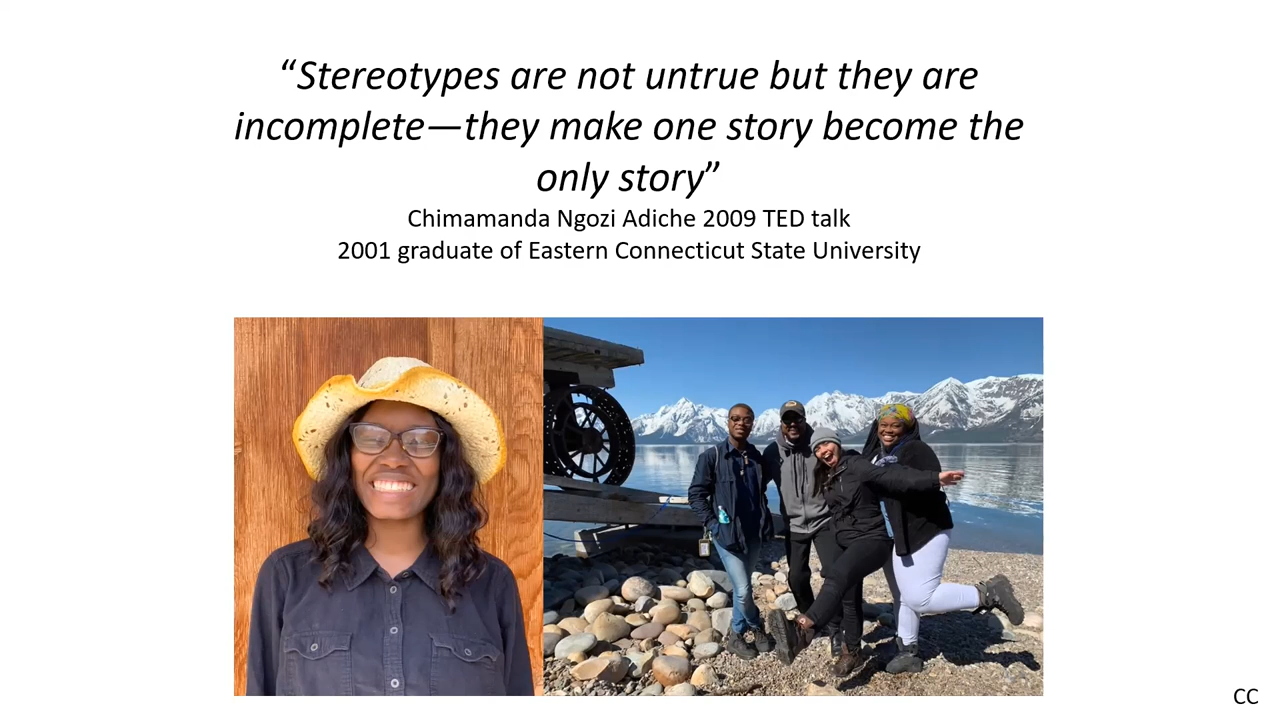 “Stereotypes are not untrue but they are
incomplete—they make one story become the
only story”
Chimamanda Ngozi Adiche 2009 TED talk
2001 graduate of Eastern Connecticut State University
CC